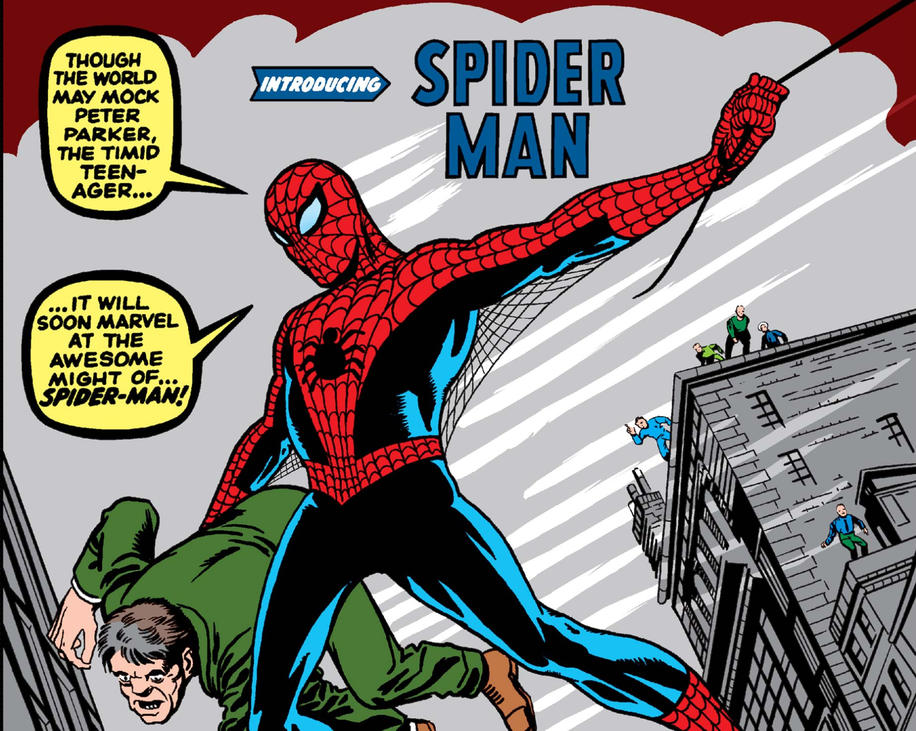 THOUGH
THE WORLD
MAY MOCK
PETER
PARKER,
THE TIMID
TEEN-
AGER...
INTRODUCING
SPIDER
MAN
...IT WILL
SOON MARVEL
AT THE
AWESOME
MIGHT OF...
SPIDER-MAN!